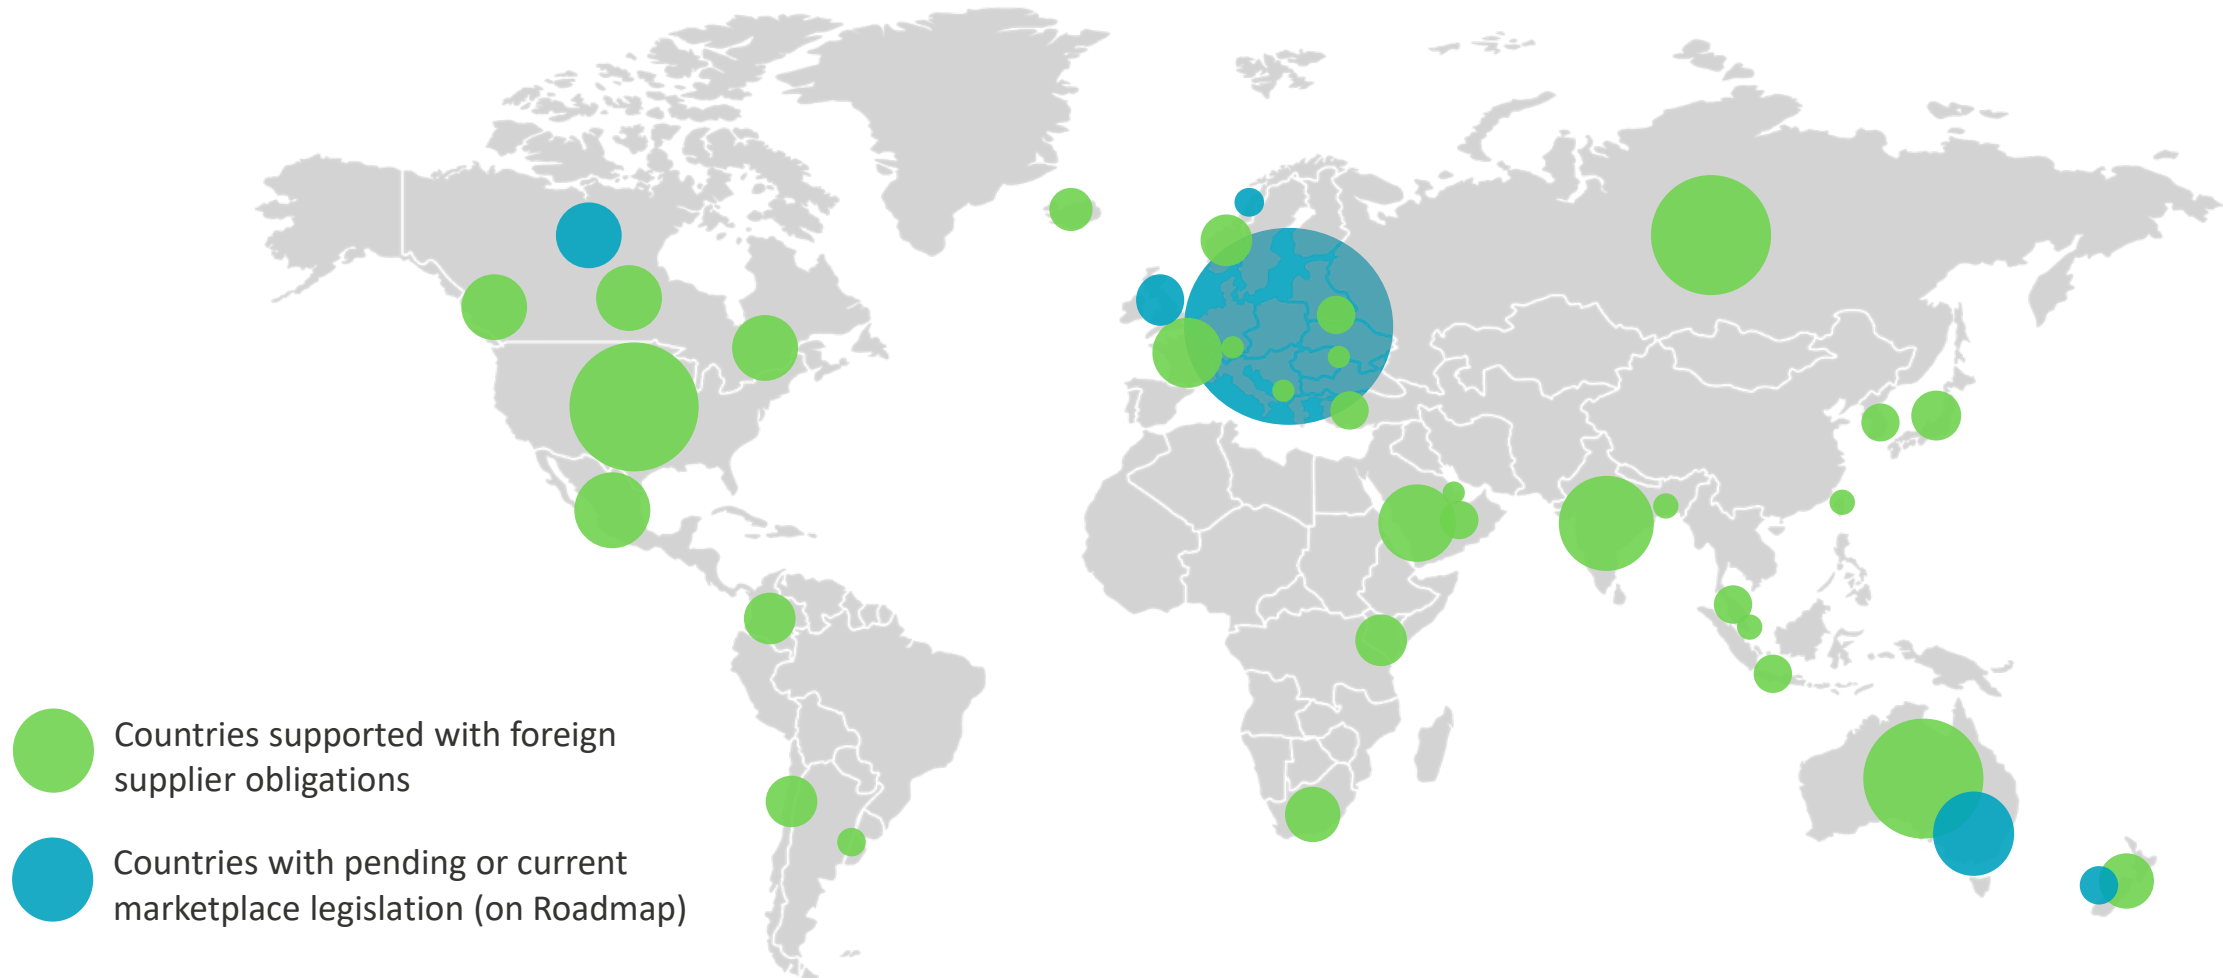 Countries supported with foreign
supplier obligations
Countries with pending or current
marketplace legislation (on Roadmap)